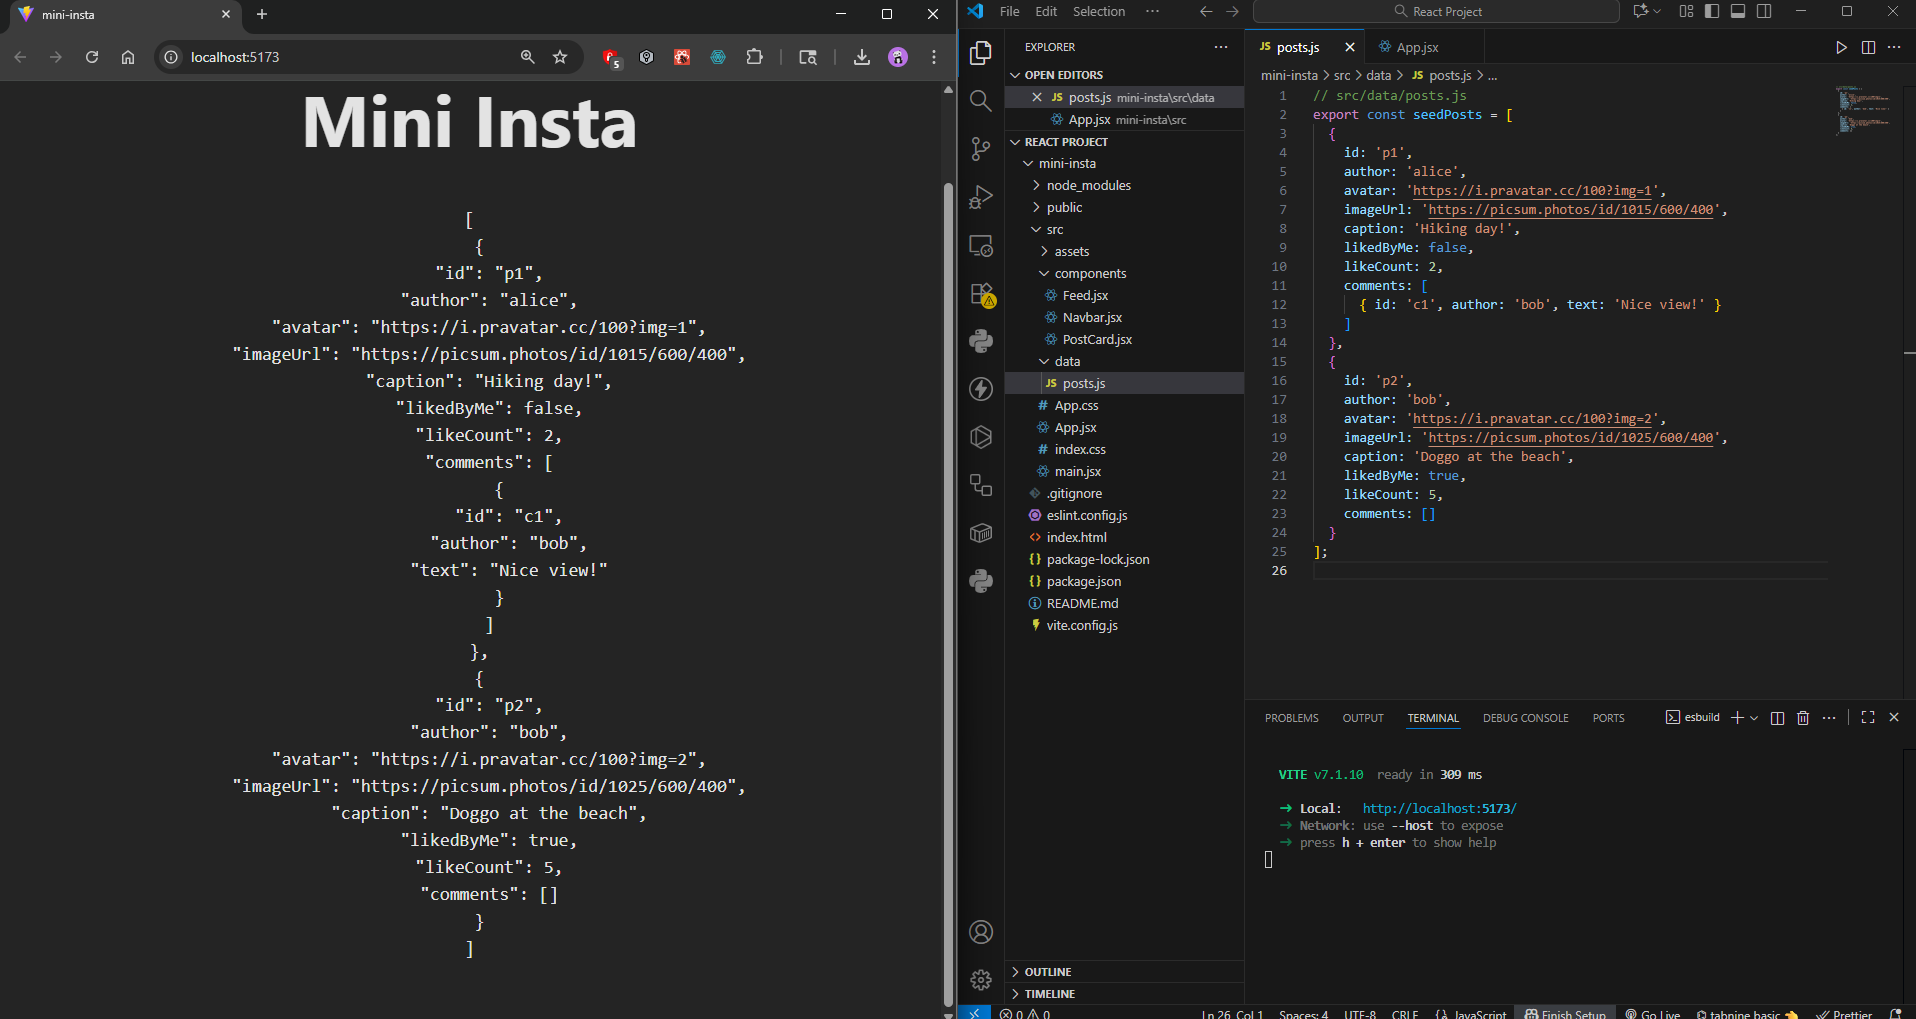 mini-insta
localhost:5173
5
Mini Insta
[
{
"id": "p1",
"author": "alice",
"avatar": "https://i.pravatar.cc/100?img=1",
"imageUrl": "https://picsum.photos/id/1015/600/400",
"caption": "Hiking day!",
"likedByMe": false,
"likeCount": 2,
"comments": [
{
"id": "c1",
"author": "bob",
"text": "Nice view!"
}
]
},
{
"id": "p2",
"author": "bob",
"avatar": "https://i.pravatar.cc/100?img=2",
"imageUrl": "https://picsum.photos/id/1025/600/400",
"caption": "Doggo at the beach",
"likedByMe": true,
"likeCount": 5,
"comments": []
}
]
File Edit Selection ···
React Project
EXPLORER ···
OPEN EDITORS
JS posts.js mini-insta\src\data
App.jsx mini-insta\src
REACT PROJECT
mini-insta
node_modules
public
src
assets
components
Feed.jsx
Navbar.jsx
PostCard.jsx
data
JS posts.js
# App.css
App.jsx
# index.css
main.jsx
.gitignore
eslint.config.js
<> index.html
{} package-lock.json
{} package.json
README.md
vite.config.js
OUTLINE
TIMELINE
JS posts.js
App.jsx
mini-insta > src > data > JS posts.js > ...
1 // src/data/posts.js
2 export const seedPosts = [
3 {
4 id: 'p1',
5 author: 'alice',
6 avatar: 'https://i.pravatar.cc/100?img=1',
7 imageUrl: 'https://picsum.photos/id/1015/600/400',
8 caption: 'Hiking day!',
9 likedByMe: false,
10 likeCount: 2,
11 comments: [
12 { id: 'c1', author: 'bob', text: 'Nice view!' }
13 ]
14 },
15 {
16 id: 'p2',
17 author: 'bob',
18 avatar: 'https://i.pravatar.cc/100?img=2',
19 imageUrl: 'https://picsum.photos/id/1025/600/400',
20 caption: 'Doggo at the beach',
21 likedByMe: true,
22 likeCount: 5,
23 comments: []
24 }
25 ];
26
PROBLEMS OUTPUT TERMINAL DEBUG CONSOLE PORTS
esbuild
VITE v7.1.10 ready in 309 ms
➜ Local: http://localhost:5173/
➜ Network: use --host to expose
➜ press h + enter to show help
0 0
Ln 26, Col 1 Spaces: 4 UTF-8 CRLF {} JavaScript Finish Setup Go Live tabnine basic Prettier